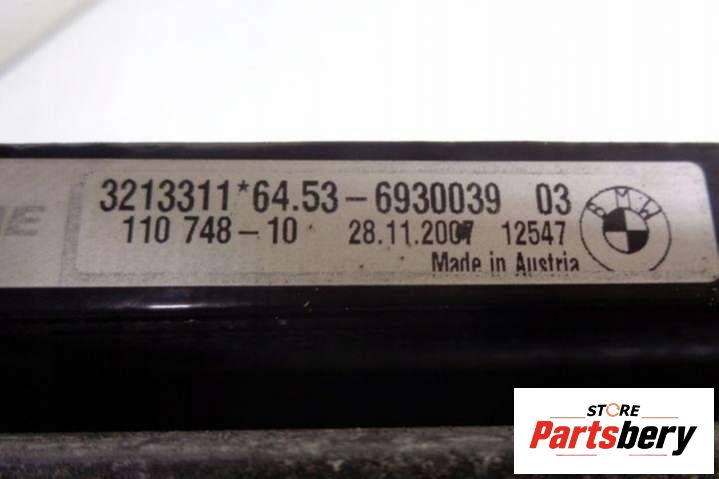 3213311*64.53-6930039 03
110 748-10 28.11.2007 12547
Made in Austria
BMW
STORE
Partsbery